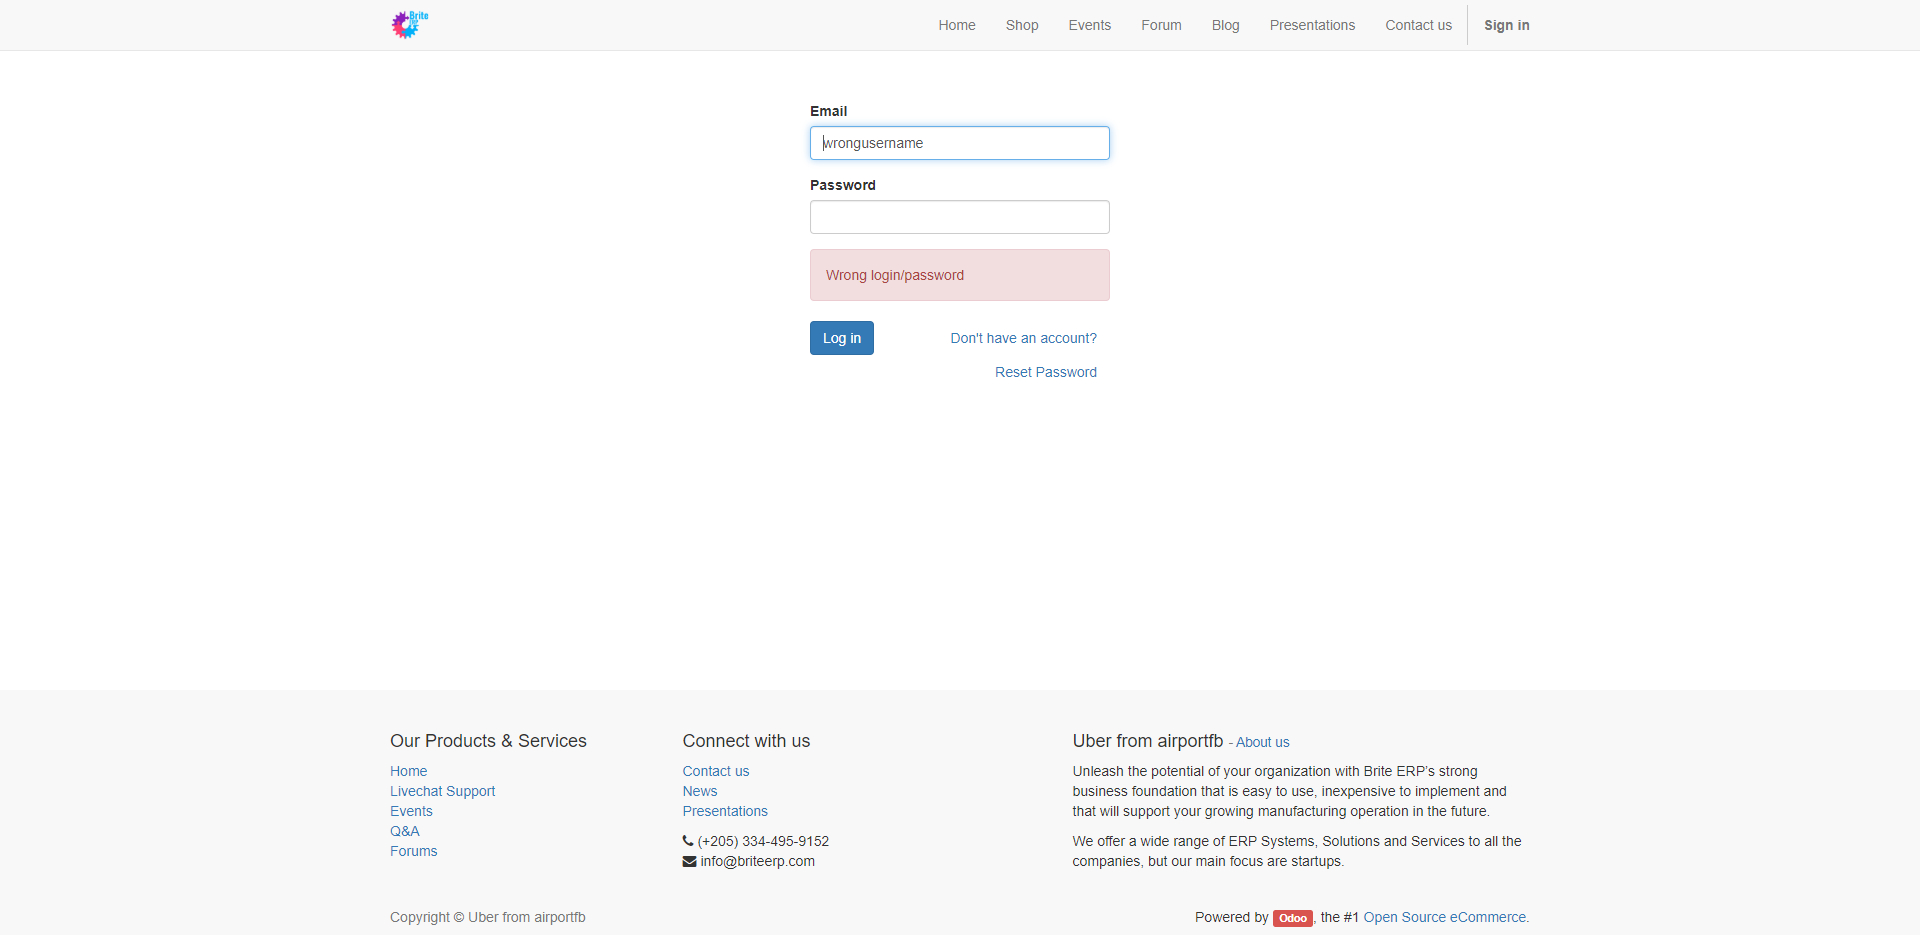 Brite
ERP
Home Shop Events Forum Blog Presentations Contact us Sign in
Email
wrongusername
Password
Wrong login/password
Log in Don't have an account?
Reset Password
Our Products & Services
Home
Livechat Support
Events
Q&A
Forums
Connect with us
Contact us
News
Presentations
(+205) 334-495-9152
info@briteerp.com
Uber from airportfb - About us
Unleash the potential of your organization with Brite ERP's strong
business foundation that is easy to use, inexpensive to implement and
that will support your growing manufacturing operation in the future.
We offer a wide range of ERP Systems, Solutions and Services to all the
companies, but our main focus are startups.
Copyright © Uber from airportfb
Powered by Odoo, the #1 Open Source eCommerce.